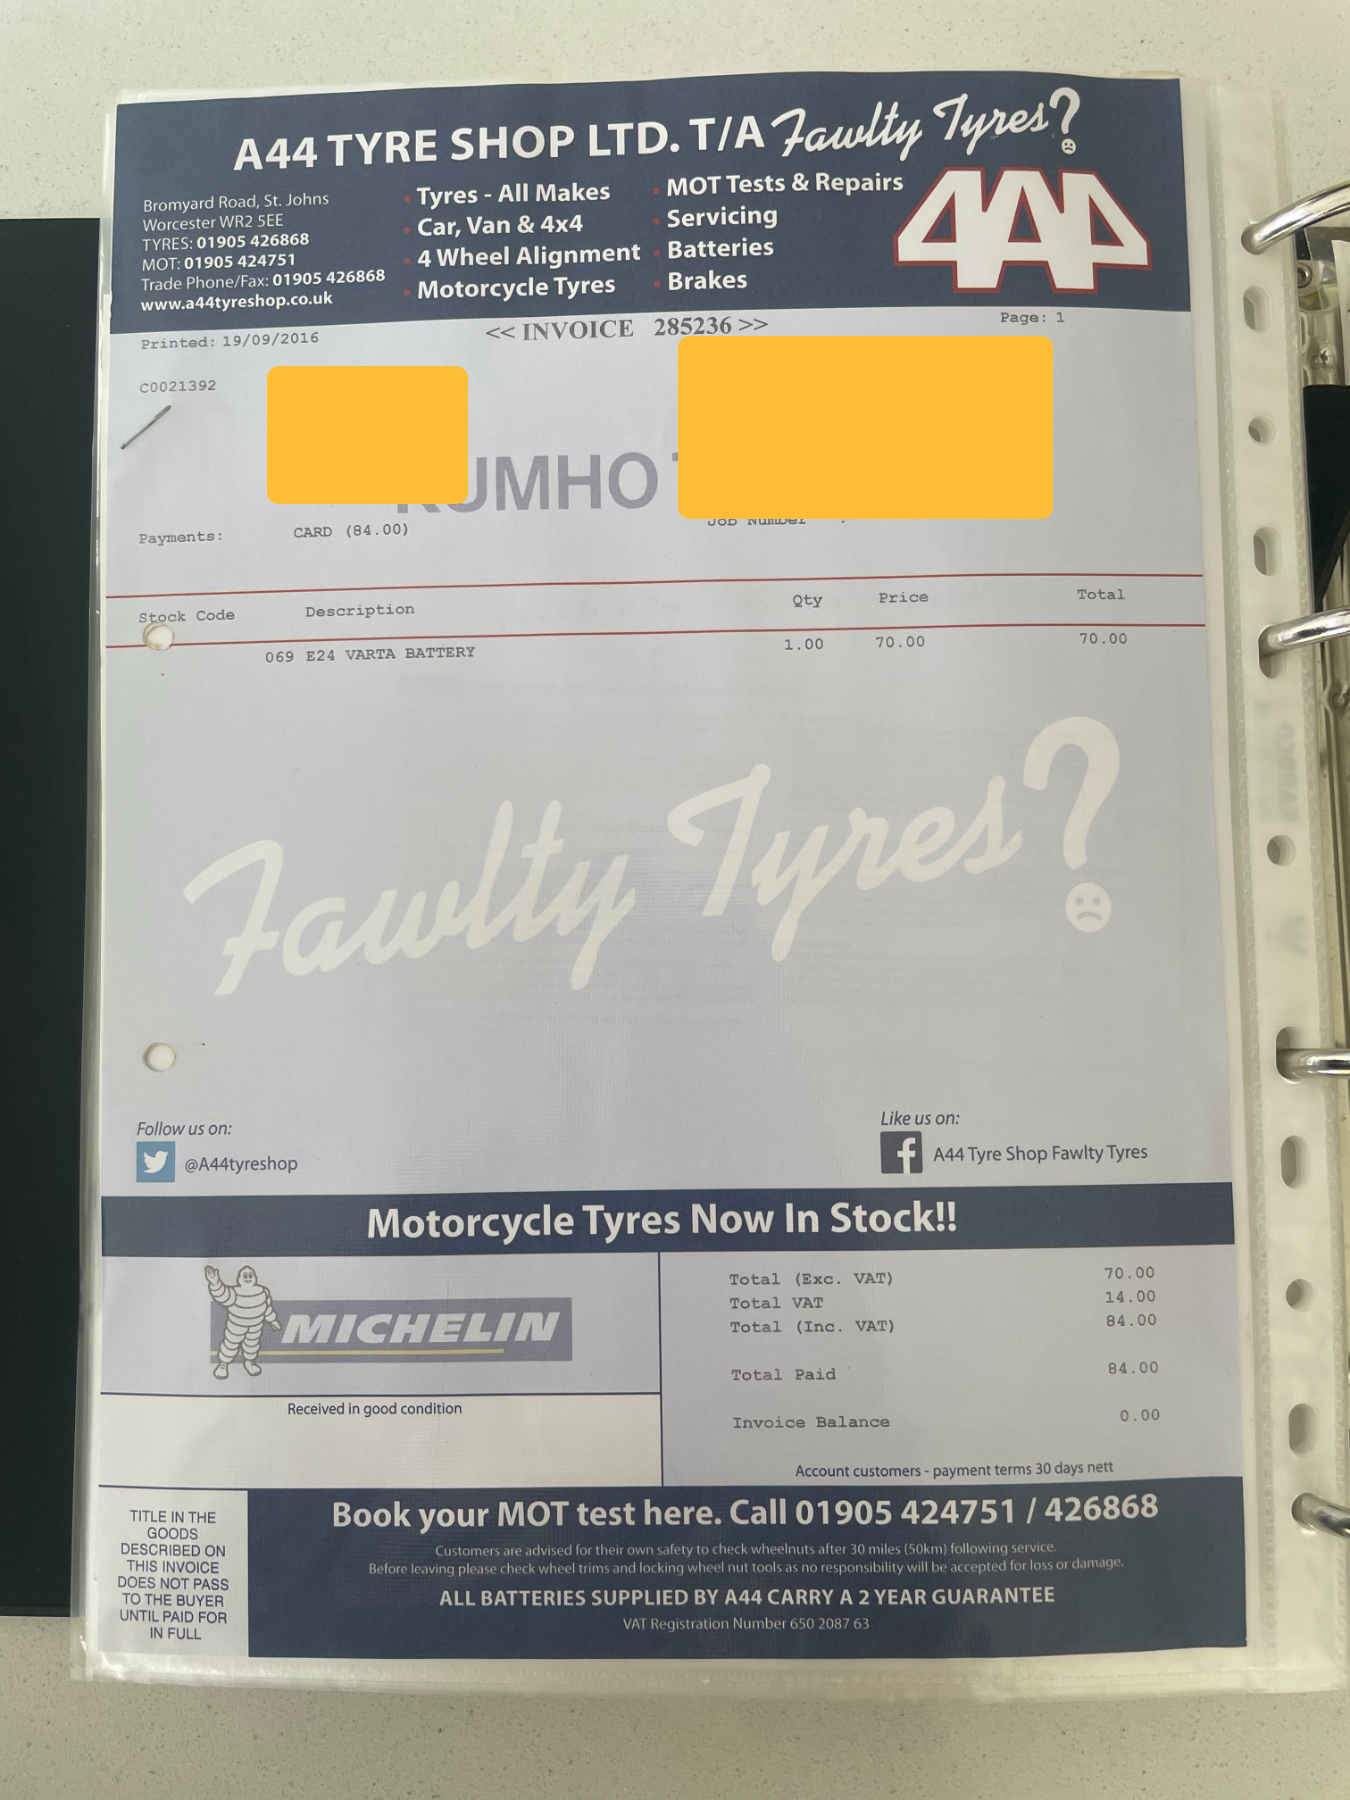 A44 TYRE SHOP LTD. T/A Fawlty Tyres?
Bromyard Road, St. Johns
Worcester WR2 5EE
TYRES: 01905 426868
MOT: 01905 424751
Trade Phone/Fax: 01905 426868
www.a44tyreshop.co.uk
Tyres - All Makes
Car, Van & 4x4
4 Wheel Alignment
Motorcycle Tyres
MOT Tests & Repairs
Servicing
Batteries
Brakes
4A4
Printed: 19/09/2016
<< INVOICE 285236 >>
Page: 1
C0021392
KUMHO
Job Number :
Payments: CARD (84.00)
Stock Code Description Qty Price Total
069 E24 VARTA BATTERY 1.00 70.00 70.00
Fawlty Tyres?
Follow us on:
@A44tyreshop
Like us on:
A44 Tyre Shop Fawlty Tyres
Motorcycle Tyres Now In Stock!!
MICHELIN
Received in good condition
Total (Exc. VAT) 70.00
Total VAT 14.00
Total (Inc. VAT) 84.00
Total Paid 84.00
Invoice Balance 0.00
Account customers - payment terms 30 days nett
TITLE IN THE
GOODS
DESCRIBED ON
THIS INVOICE
DOES NOT PASS
TO THE BUYER
UNTIL PAID FOR
IN FULL
Book your MOT test here. Call 01905 424751 / 426868
Customers are advised for their own safety to check wheelnuts after 30 miles (50km) following service.
Before leaving please check wheel trims and locking wheel nut tools as no responsibility will be accepted for loss or damage.
ALL BATTERIES SUPPLIED BY A44 CARRY A 2 YEAR GUARANTEE
VAT Registration Number 650 2087 63